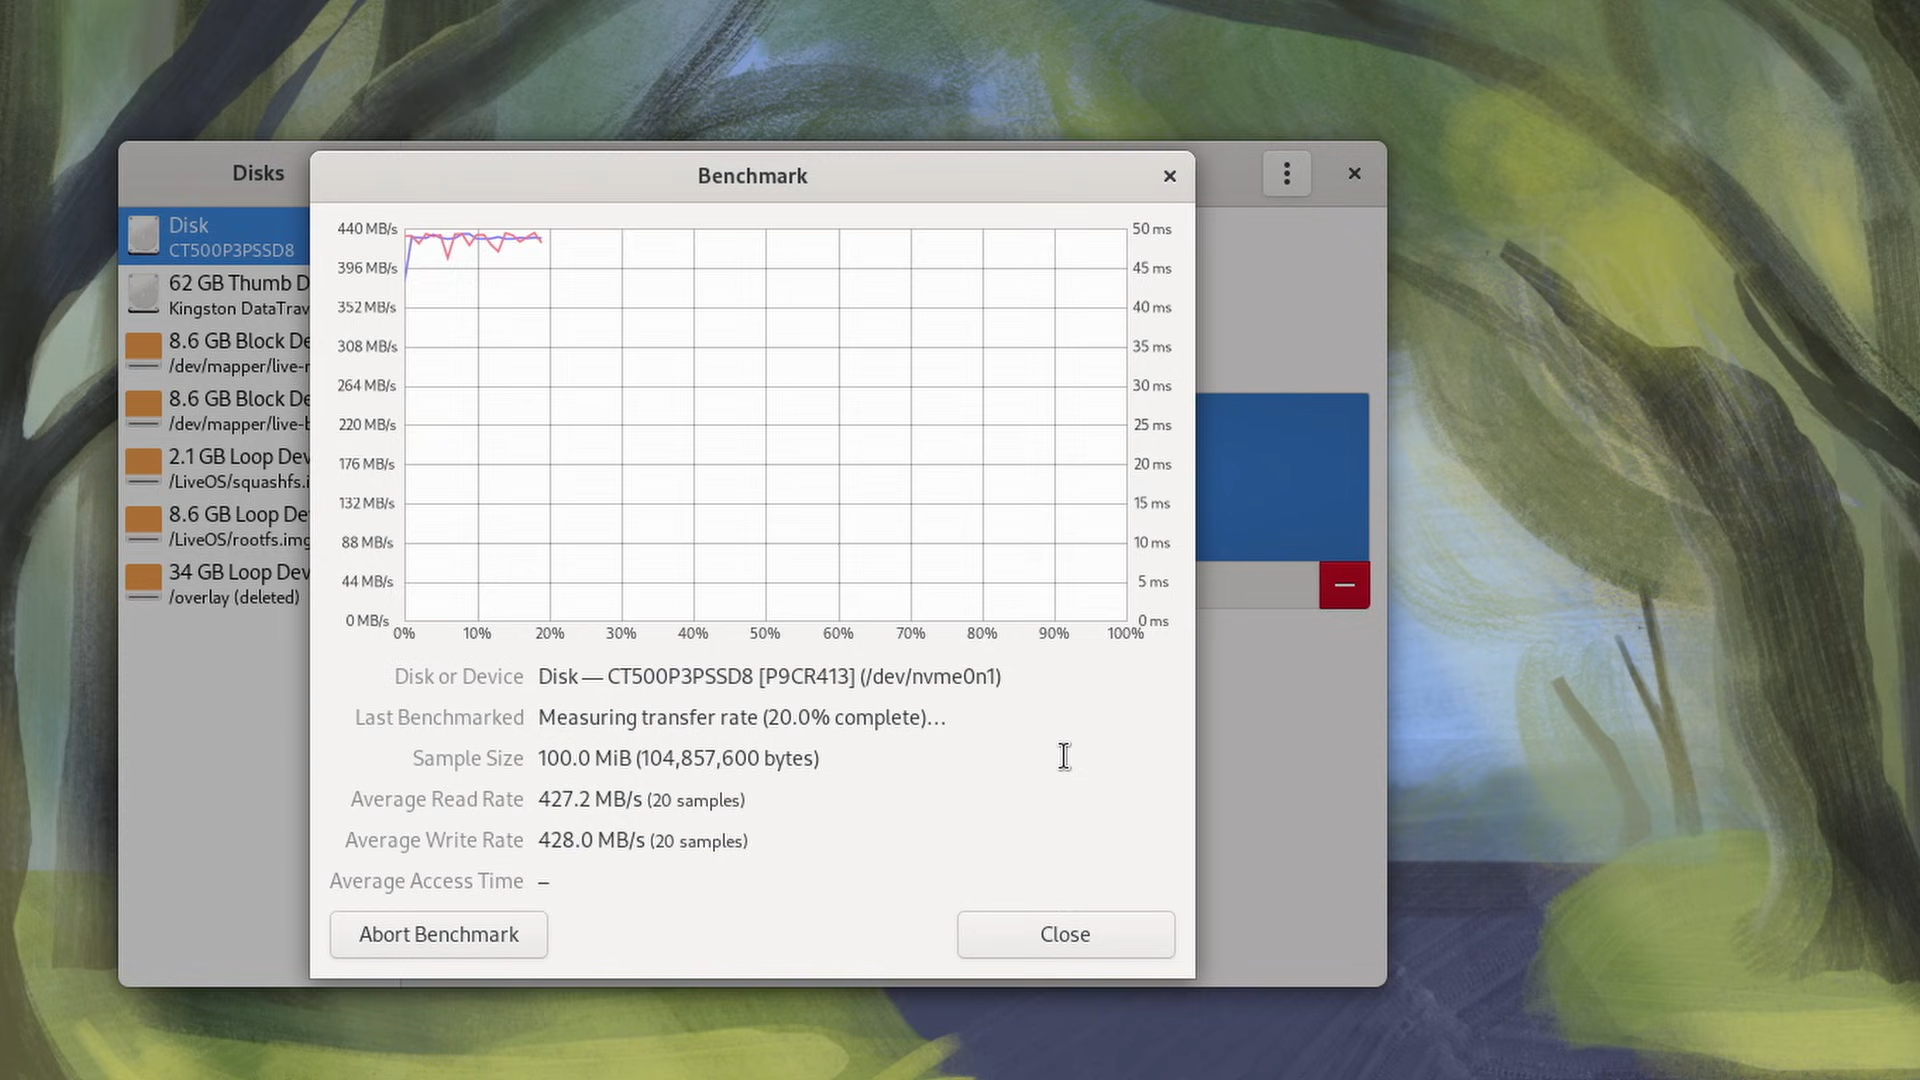 Disks
Benchmark
Disk
CT500P3PSSD8
62 GB Thumb D
Kingston DataTrav
8.6 GB Block De
/dev/mapper/live-r
8.6 GB Block De
/dev/mapper/live-b
2.1 GB Loop Dev
/LiveOS/squashfs.i
8.6 GB Loop De
/LiveOS/rootfs.img
34 GB Loop Dev
/overlay (deleted)
440 MB/s
396 MB/s
352 MB/s
308 MB/s
264 MB/s
220 MB/s
176 MB/s
132 MB/s
88 MB/s
44 MB/s
0 MB/s
50 ms
45 ms
40 ms
35 ms
30 ms
25 ms
20 ms
15 ms
10 ms
5 ms
0 ms
0% 10% 20% 30% 40% 50% 60% 70% 80% 90% 100%
Disk or Device Disk — CT500P3PSSD8 [P9CR413] (/dev/nvme0n1)
Last Benchmarked Measuring transfer rate (20.0% complete)…
Sample Size 100.0 MiB (104,857,600 bytes)
Average Read Rate 427.2 MB/s (20 samples)
Average Write Rate 428.0 MB/s (20 samples)
Average Access Time –
Abort Benchmark
Close